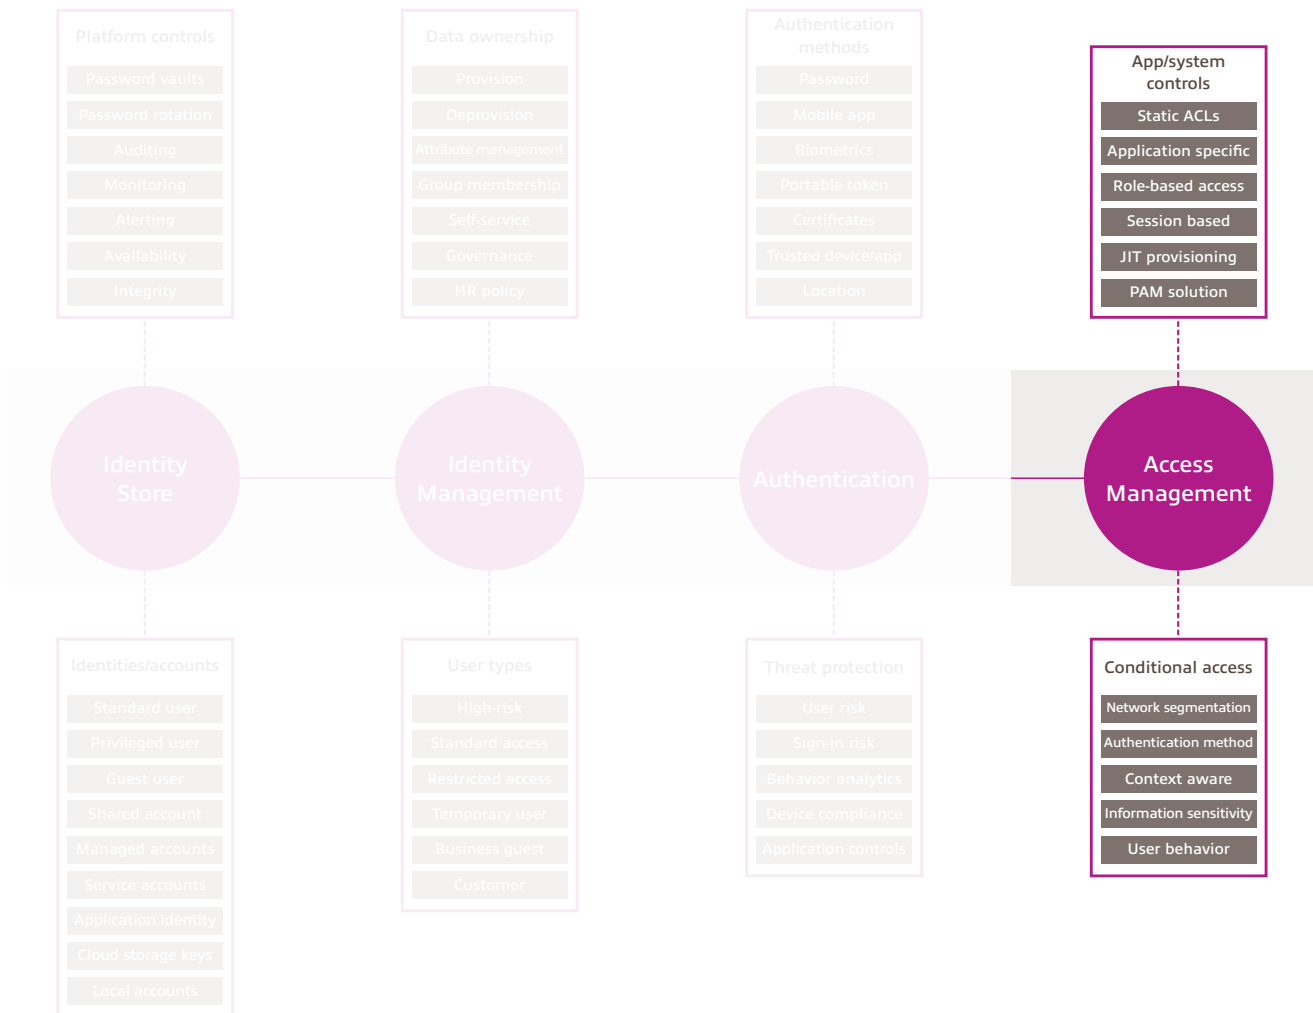 Platform controls
Password vaults
Password rotation
Auditing
Monitoring
Alerting
Availability
Integrity
Data ownership
Provision
Deprovision
Attribute management
Group membership
Self-service
Governance
HR policy
Authentication
methods
Password
Mobile app
Biometrics
Portable token
Certificates
Trusted device/app
Location
App/system
controls
Static ACLs
Application specific
Role-based access
Session based
JIT provisioning
PAM solution
Identity
Store
Identity
Management
Authentication
Access
Management
Identities/accounts
Standard user
Privileged user
Guest user
Shared account
Managed accounts
Service accounts
Application identity
Cloud storage keys
Local accounts
User types
High-risk
Standard access
Restricted access
Temporary user
Business guest
Customer
Threat protection
User risk
Sign-in risk
Behavior analytics
Device compliance
Application controls
Conditional access
Network segmentation
Authentication method
Context aware
Information sensitivity
User behavior